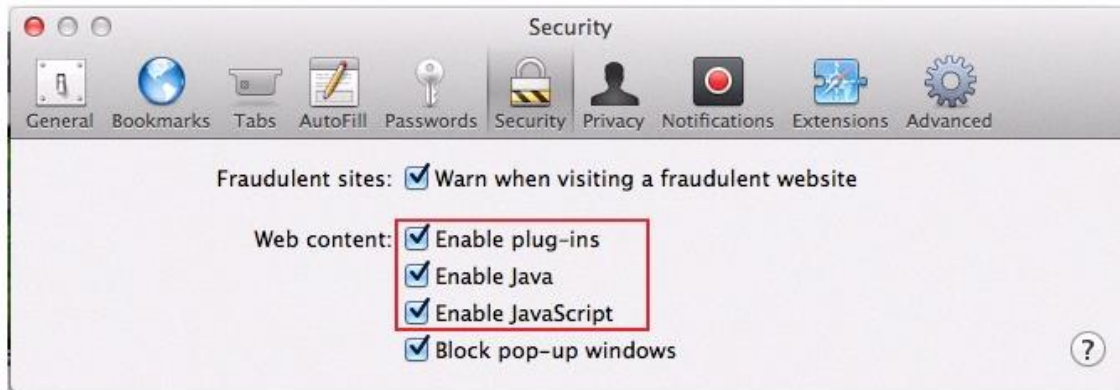 Security
General Bookmarks Tabs AutoFill Passwords Security Privacy Notifications Extensions Advanced
Fraudulent sites: Warn when visiting a fraudulent website
Web content: Enable plug-ins
Enable Java
Enable JavaScript
Block pop-up windows
?